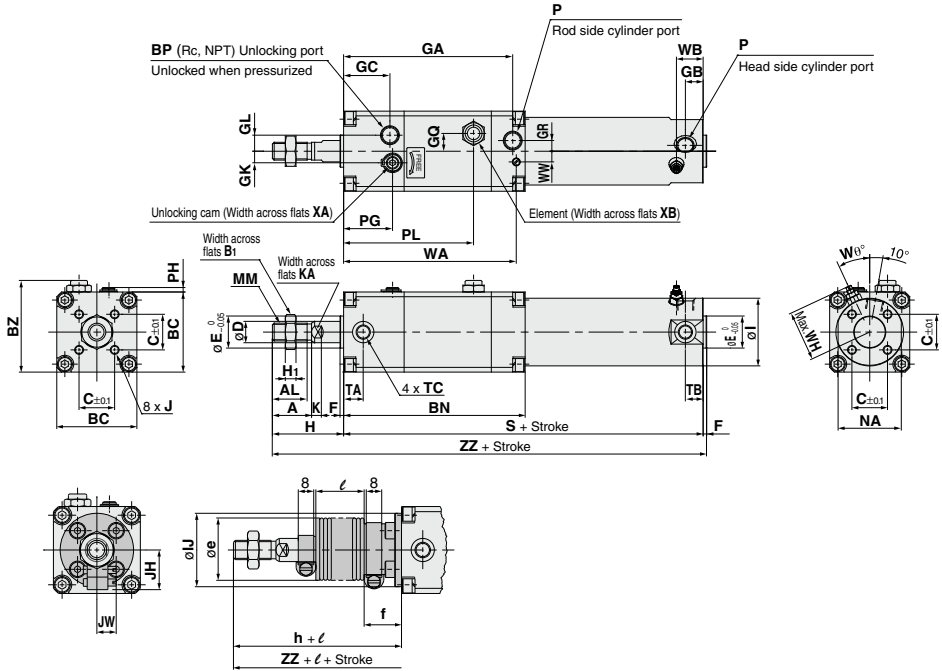 P
Rod side cylinder port
BP (Rc, NPT) Unlocking port
Unlocked when pressurized
GA
GC
WB
GB
P
Head side cylinder port
GL
GK
GQ
GR
WW
FREE
Unlocking cam (Width across flats XA)
Element (Width across flats XB)
PG
PL
WA
Width across
flats B1
Width across
flats KA
MM
PH
BZ
BC
C±0.1
C±0.1
BC
8 x J
øE 0 -0.05
øD
H1
AL
A
K
F
H
TA
4 x TC
BN
TB
S + Stroke
F
ZZ + Stroke
øE 0 -0.05
øI
Wθ°
10°
Max. WH
C±0.1
C±0.1
NA
JH
JW
8
ℓ
8
øIJ
øe
f
h + ℓ
ZZ + ℓ + Stroke